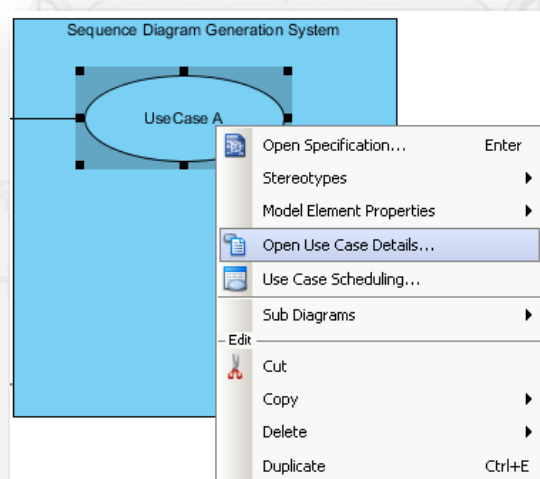 Sequence Diagram Generation System
UseCase A
Open Specification... Enter
Stereotypes
Model Element Properties
Open Use Case Details...
Use Case Scheduling...
Sub Diagrams
Edit
Cut
Copy
Delete
Duplicate Ctrl+E